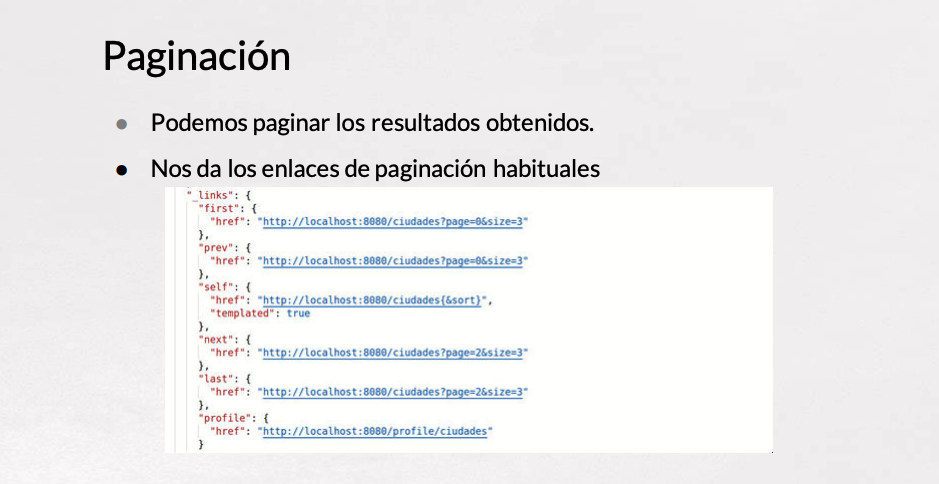 Paginación
● Podemos paginar los resultados obtenidos.
● Nos da los enlaces de paginación habituales
"_links": {
"first": {
"href": "http://localhost:8080/ciudades?page=0&size=3"
},
"prev": {
"href": "http://localhost:8080/ciudades?page=0&size=3"
},
"self": {
"href": "http://localhost:8080/ciudades{&sort}",
"templated": true
},
"next": {
"href": "http://localhost:8080/ciudades?page=2&size=3"
},
"last": {
"href": "http://localhost:8080/ciudades?page=2&size=3"
},
"profile": {
"href": "http://localhost:8080/profile/ciudades"
}